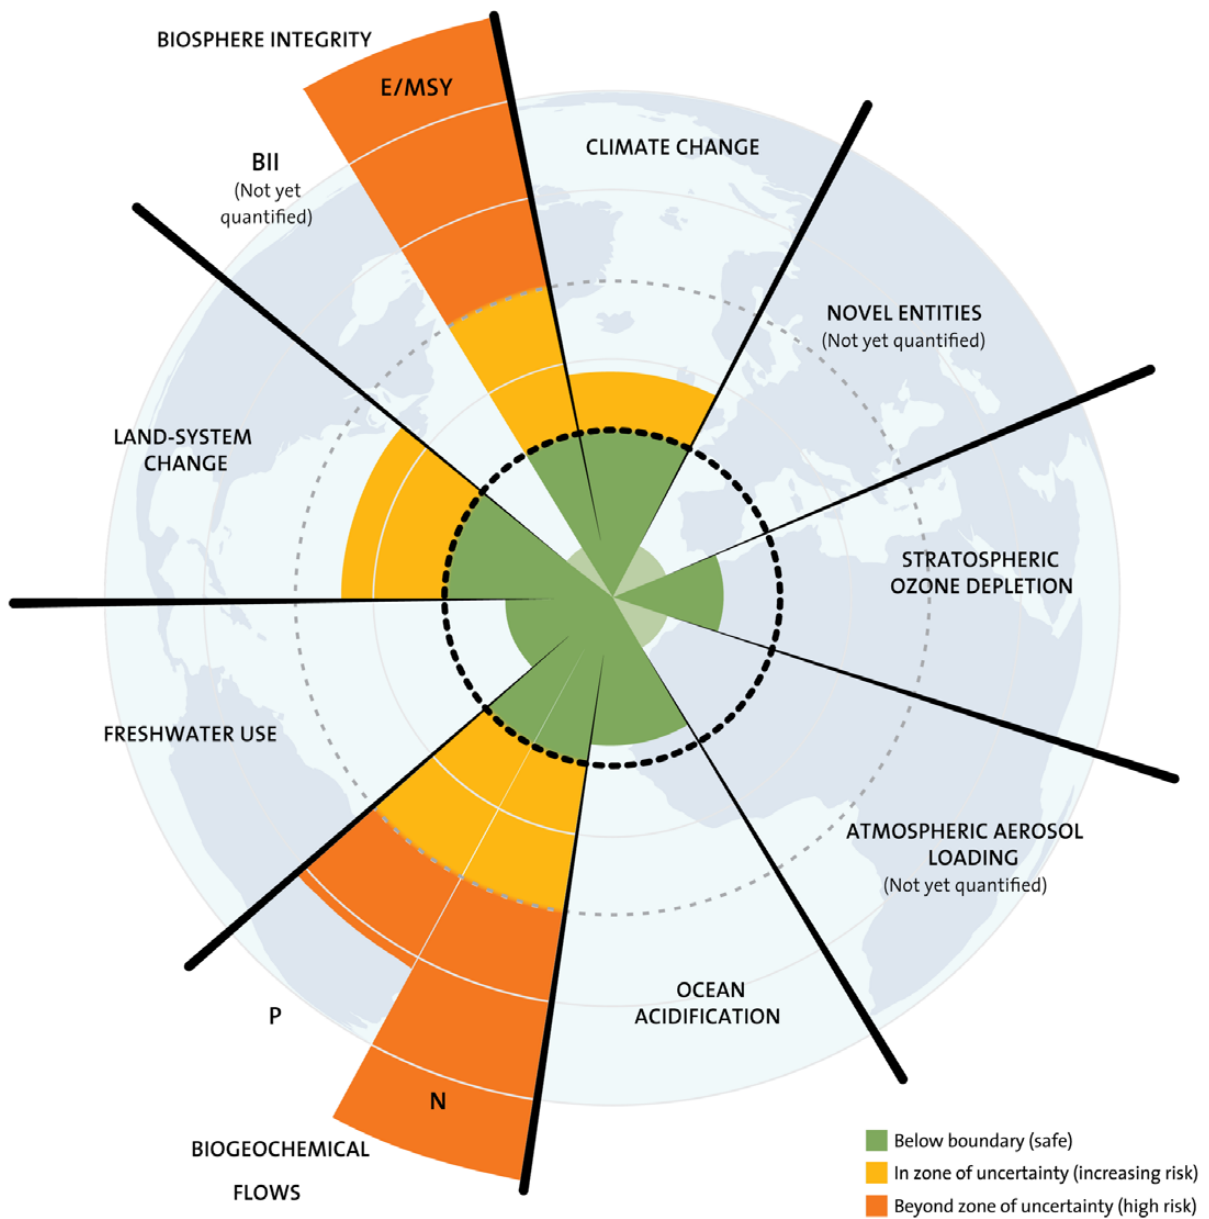 BIOSPHERE INTEGRITY
E/MSY
BII
(Not yet
quantified)
CLIMATE CHANGE
NOVEL ENTITIES
(Not yet quantified)
LAND-SYSTEM
CHANGE
STRATOSPHERIC
OZONE DEPLETION
FRESHWATER USE
ATMOSPHERIC AEROSOL
LOADING
(Not yet quantified)
OCEAN
ACIDIFICATION
P
N
BIOGEOCHEMICAL
FLOWS
Below boundary (safe)
In zone of uncertainty (increasing risk)
Beyond zone of uncertainty (high risk)